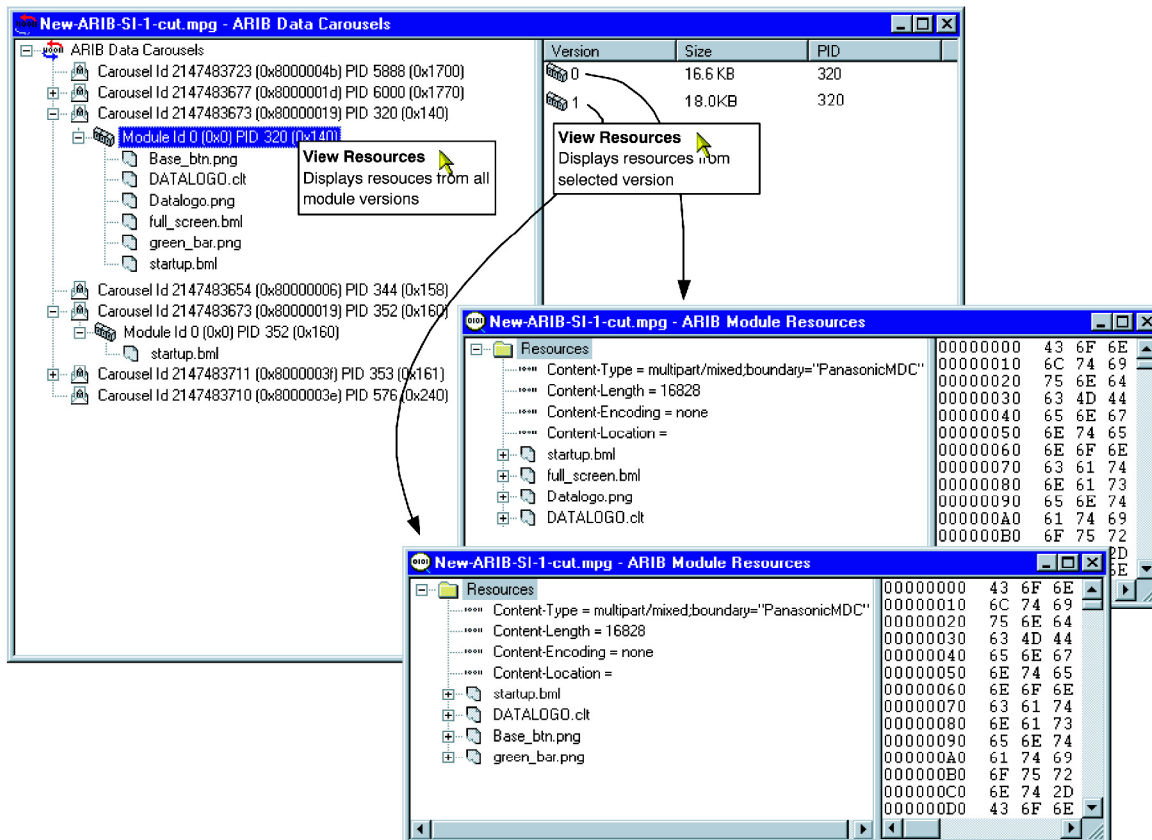 New-ARIB-SI-1-cut.mpg - ARIB Data Carousels
ARIB Data Carousels
Carousel Id 2147483723 (0x8000004b) PID 5888 (0x1700)
Carousel Id 2147483677 (0x8000001d) PID 6000 (0x1770)
Carousel Id 2147483673 (0x80000019) PID 320 (0x140)
Module Id 0 (0x0) PID 320 (0x140)
Base_btn.png
DATALOGO.clt
Datalogo.png
full_screen.bml
green_bar.png
startup.bml
Carousel Id 2147483654 (0x80000006) PID 344 (0x158)
Carousel Id 2147483673 (0x80000019) PID 352 (0x160)
Module Id 0 (0x0) PID 352 (0x160)
startup.bml
Carousel Id 2147483711 (0x8000003f) PID 353 (0x161)
Carousel Id 2147483710 (0x8000003e) PID 576 (0x240)
View Resources
Displays resouces from all
module versions
Version Size PID
0 16.6 KB 320
1 18.0KB 320
View Resources
Displays resources from
selected version
New-ARIB-SI-1-cut.mpg - ARIB Module Resources
Resources
Content-Type = multipart/mixed;boundary="PanasonicMDC"
Content-Length = 16828
Content-Encoding = none
Content-Location =
startup.bml
full_screen.bml
Datalogo.png
DATALOGO.clt
00000000 43 6F 6E
00000010 6C 74 69
00000020 75 6E 64
00000030 63 4D 44
00000040 65 6E 67
00000050 6E 74 65
00000060 6E 6F 6E
00000070 63 61 74
00000080 6E 61 73
00000090 65 6E 74
000000A0 61 74 69
000000B0 6F 75 72
2D
6E
New-ARIB-SI-1-cut.mpg - ARIB Module Resources
Resources
Content-Type = multipart/mixed;boundary="PanasonicMDC"
Content-Length = 16828
Content-Encoding = none
Content-Location =
startup.bml
DATALOGO.clt
Base_btn.png
green_bar.png
00000000 43 6F 6E
00000010 6C 74 69
00000020 75 6E 64
00000030 63 4D 44
00000040 65 6E 67
00000050 6E 74 65
00000060 6E 6F 6E
00000070 63 61 74
00000080 6E 61 73
00000090 65 6E 74
000000A0 61 74 69
000000B0 6F 75 72
000000C0 6E 74 2D
000000D0 43 6F 6E